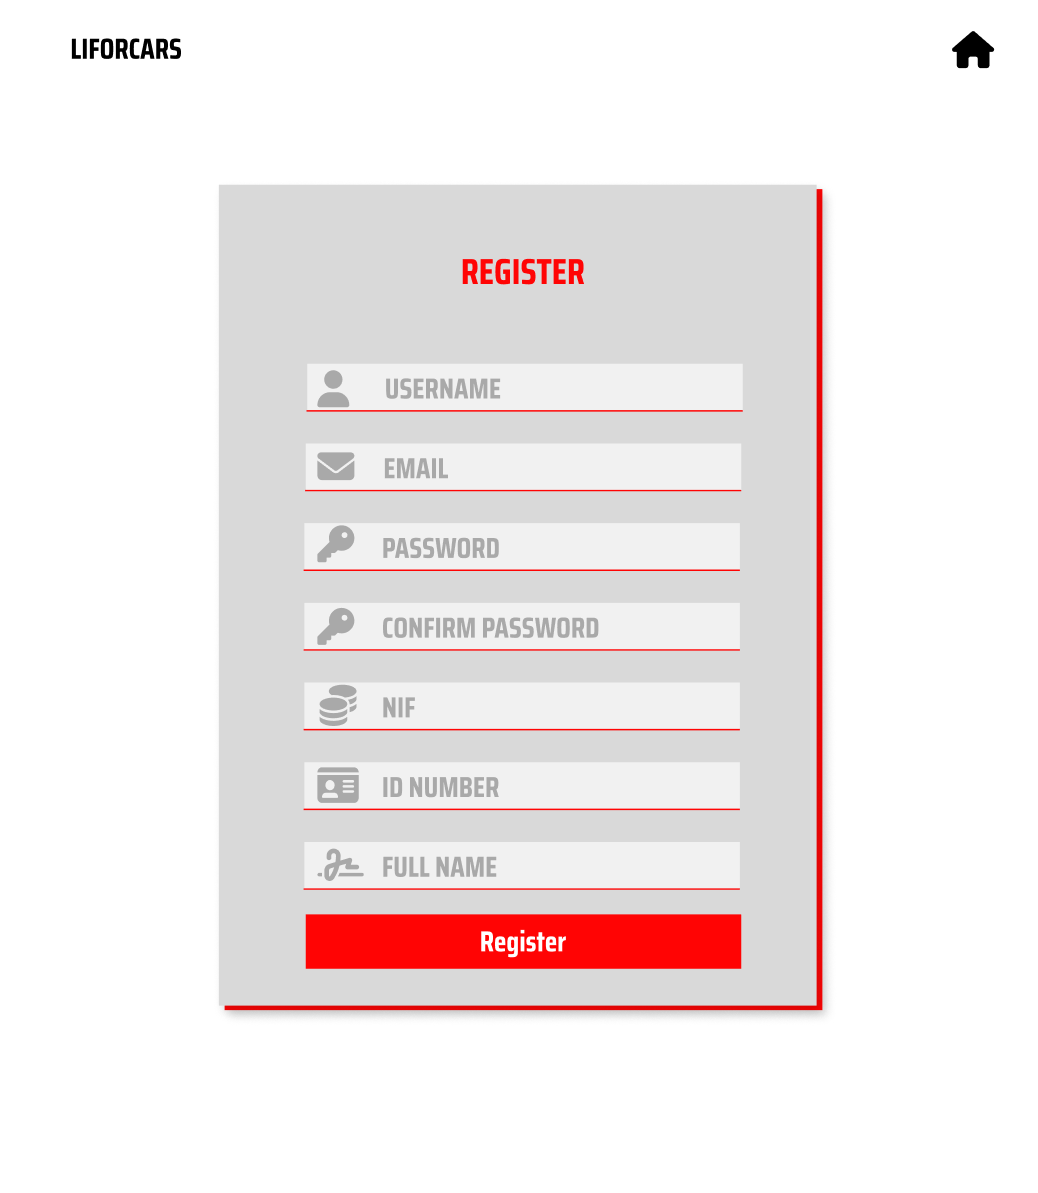 LIFORCARS
REGISTER
USERNAME
EMAIL
PASSWORD
CONFIRM PASSWORD
NIF
ID NUMBER
FULL NAME
Register